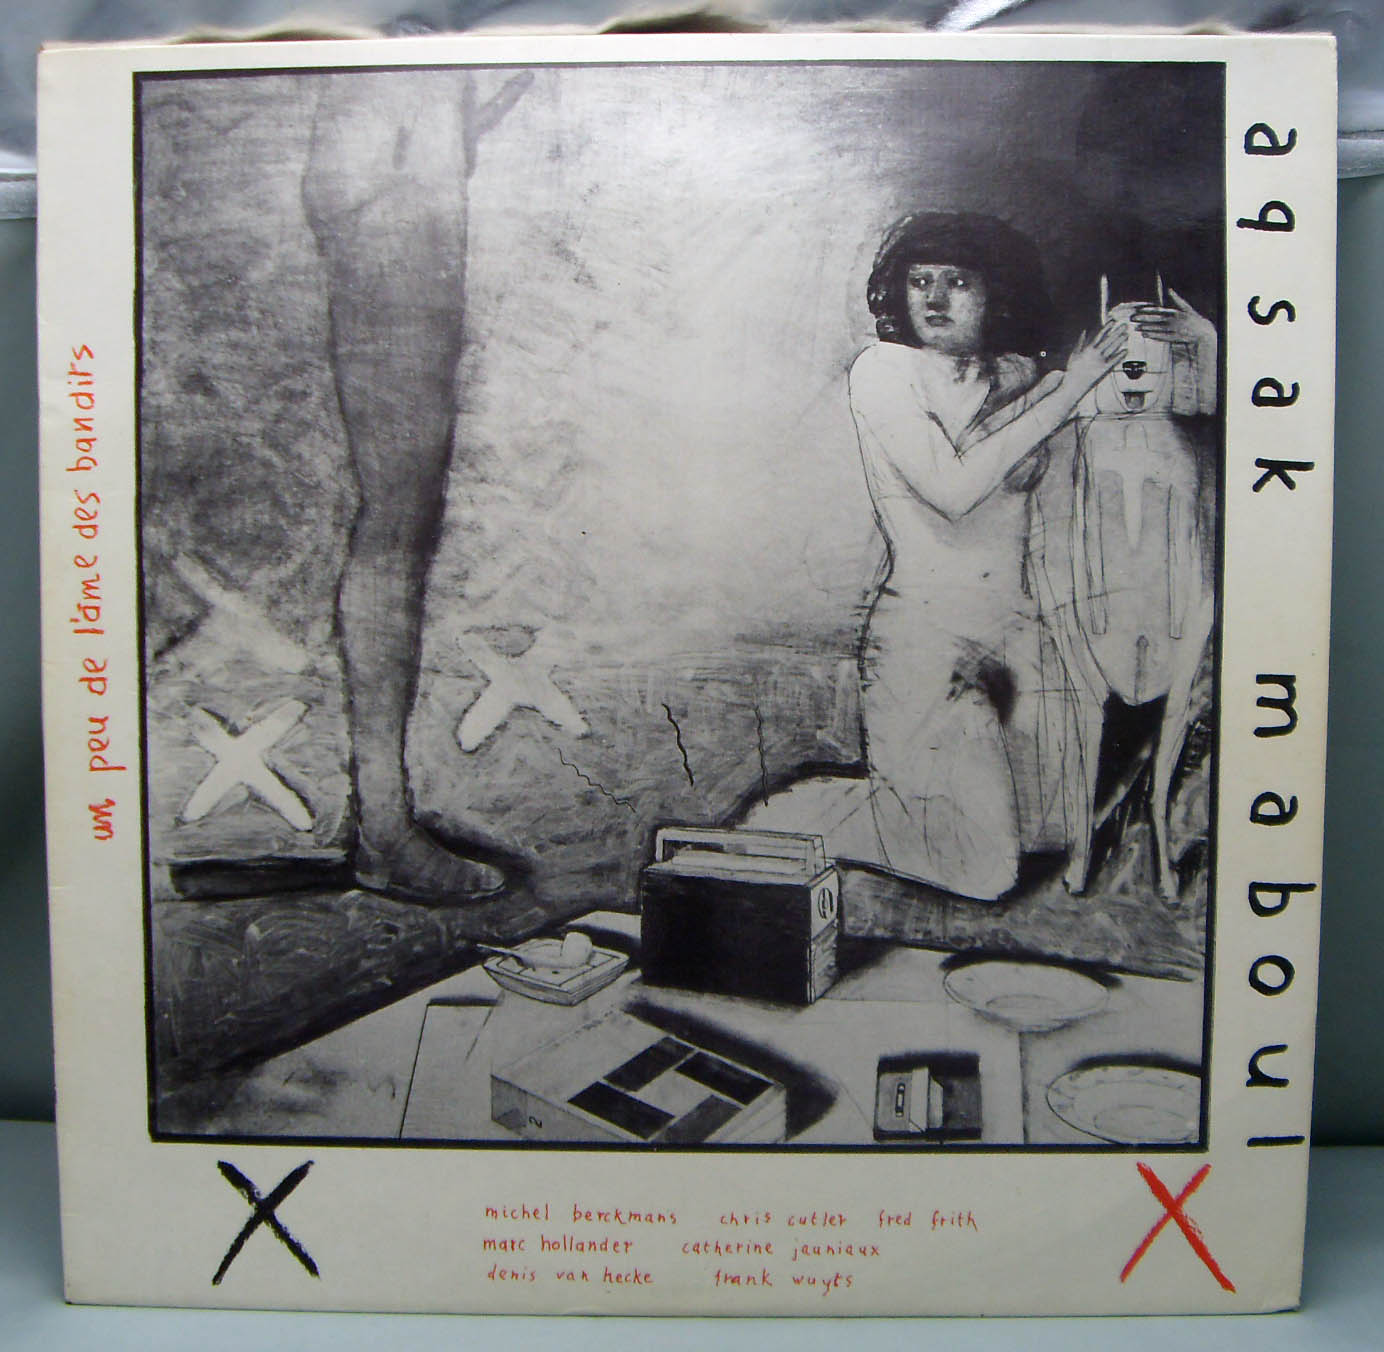 aqsak maboul
un peu de l'âme des bandits
X X
michel berckmans chris cutler fred frith
marc hollander catherine jauniaux
denis van hecke frank wuyts
2